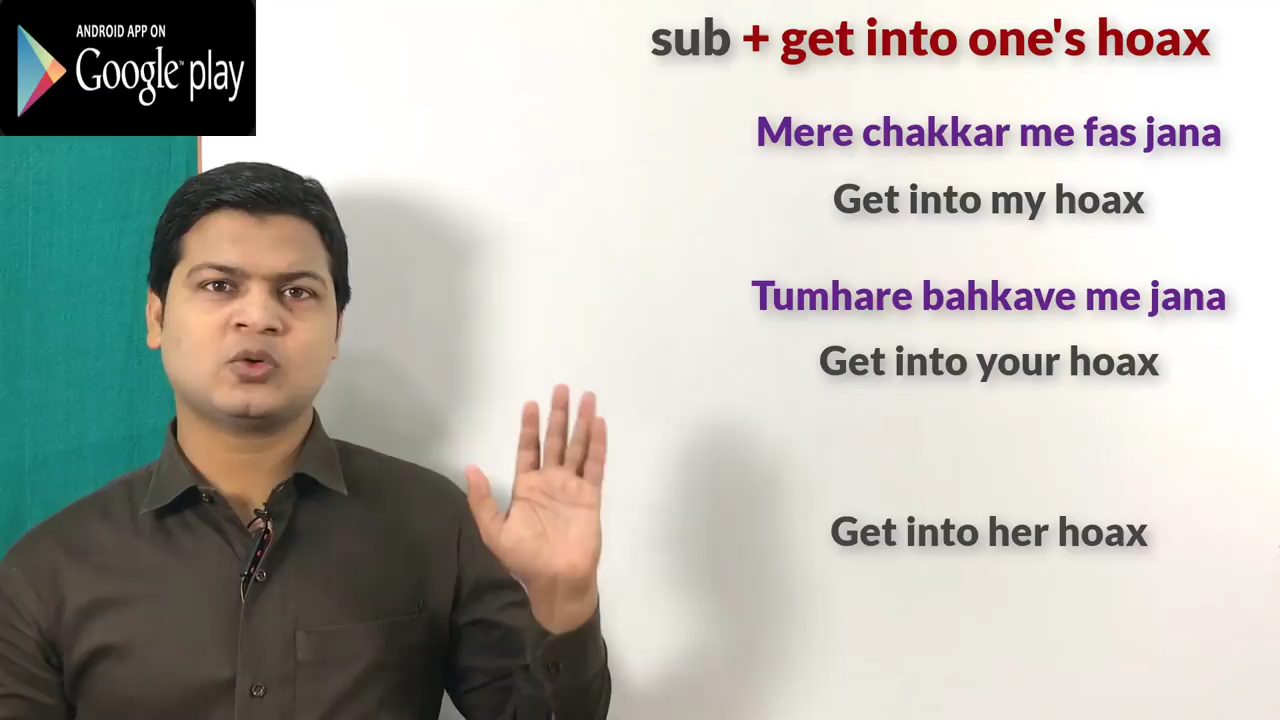 ANDROID APP ON
Google play
sub + get into one's hoax
Mere chakkar me fas jana
Get into my hoax
Tumhare bahkave me jana
Get into your hoax
Get into her hoax